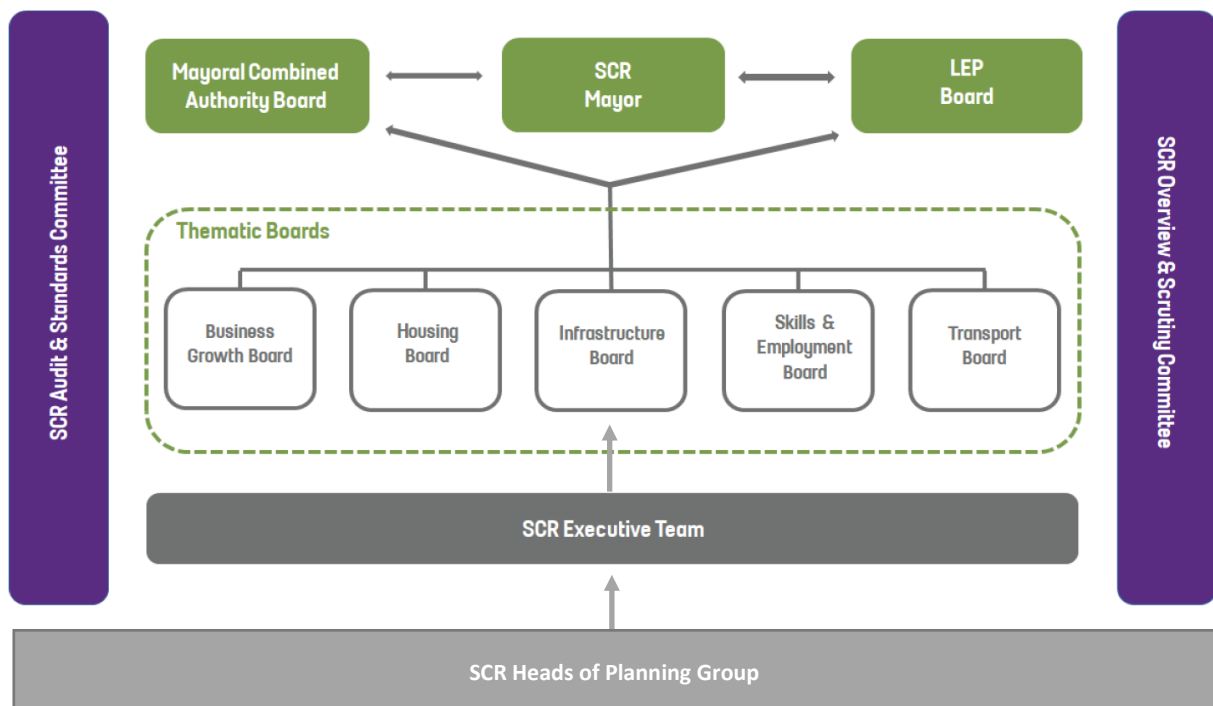 SCR Audit & Standards Committee
Mayoral Combined
Authority Board
SCR
Mayor
LEP
Board
SCR Overview & Scrutiny Committee
Thematic Boards
Business
Growth Board
Housing
Board
Infrastructure
Board
Skills &
Employment
Board
Transport
Board
SCR Executive Team
SCR Heads of Planning Group